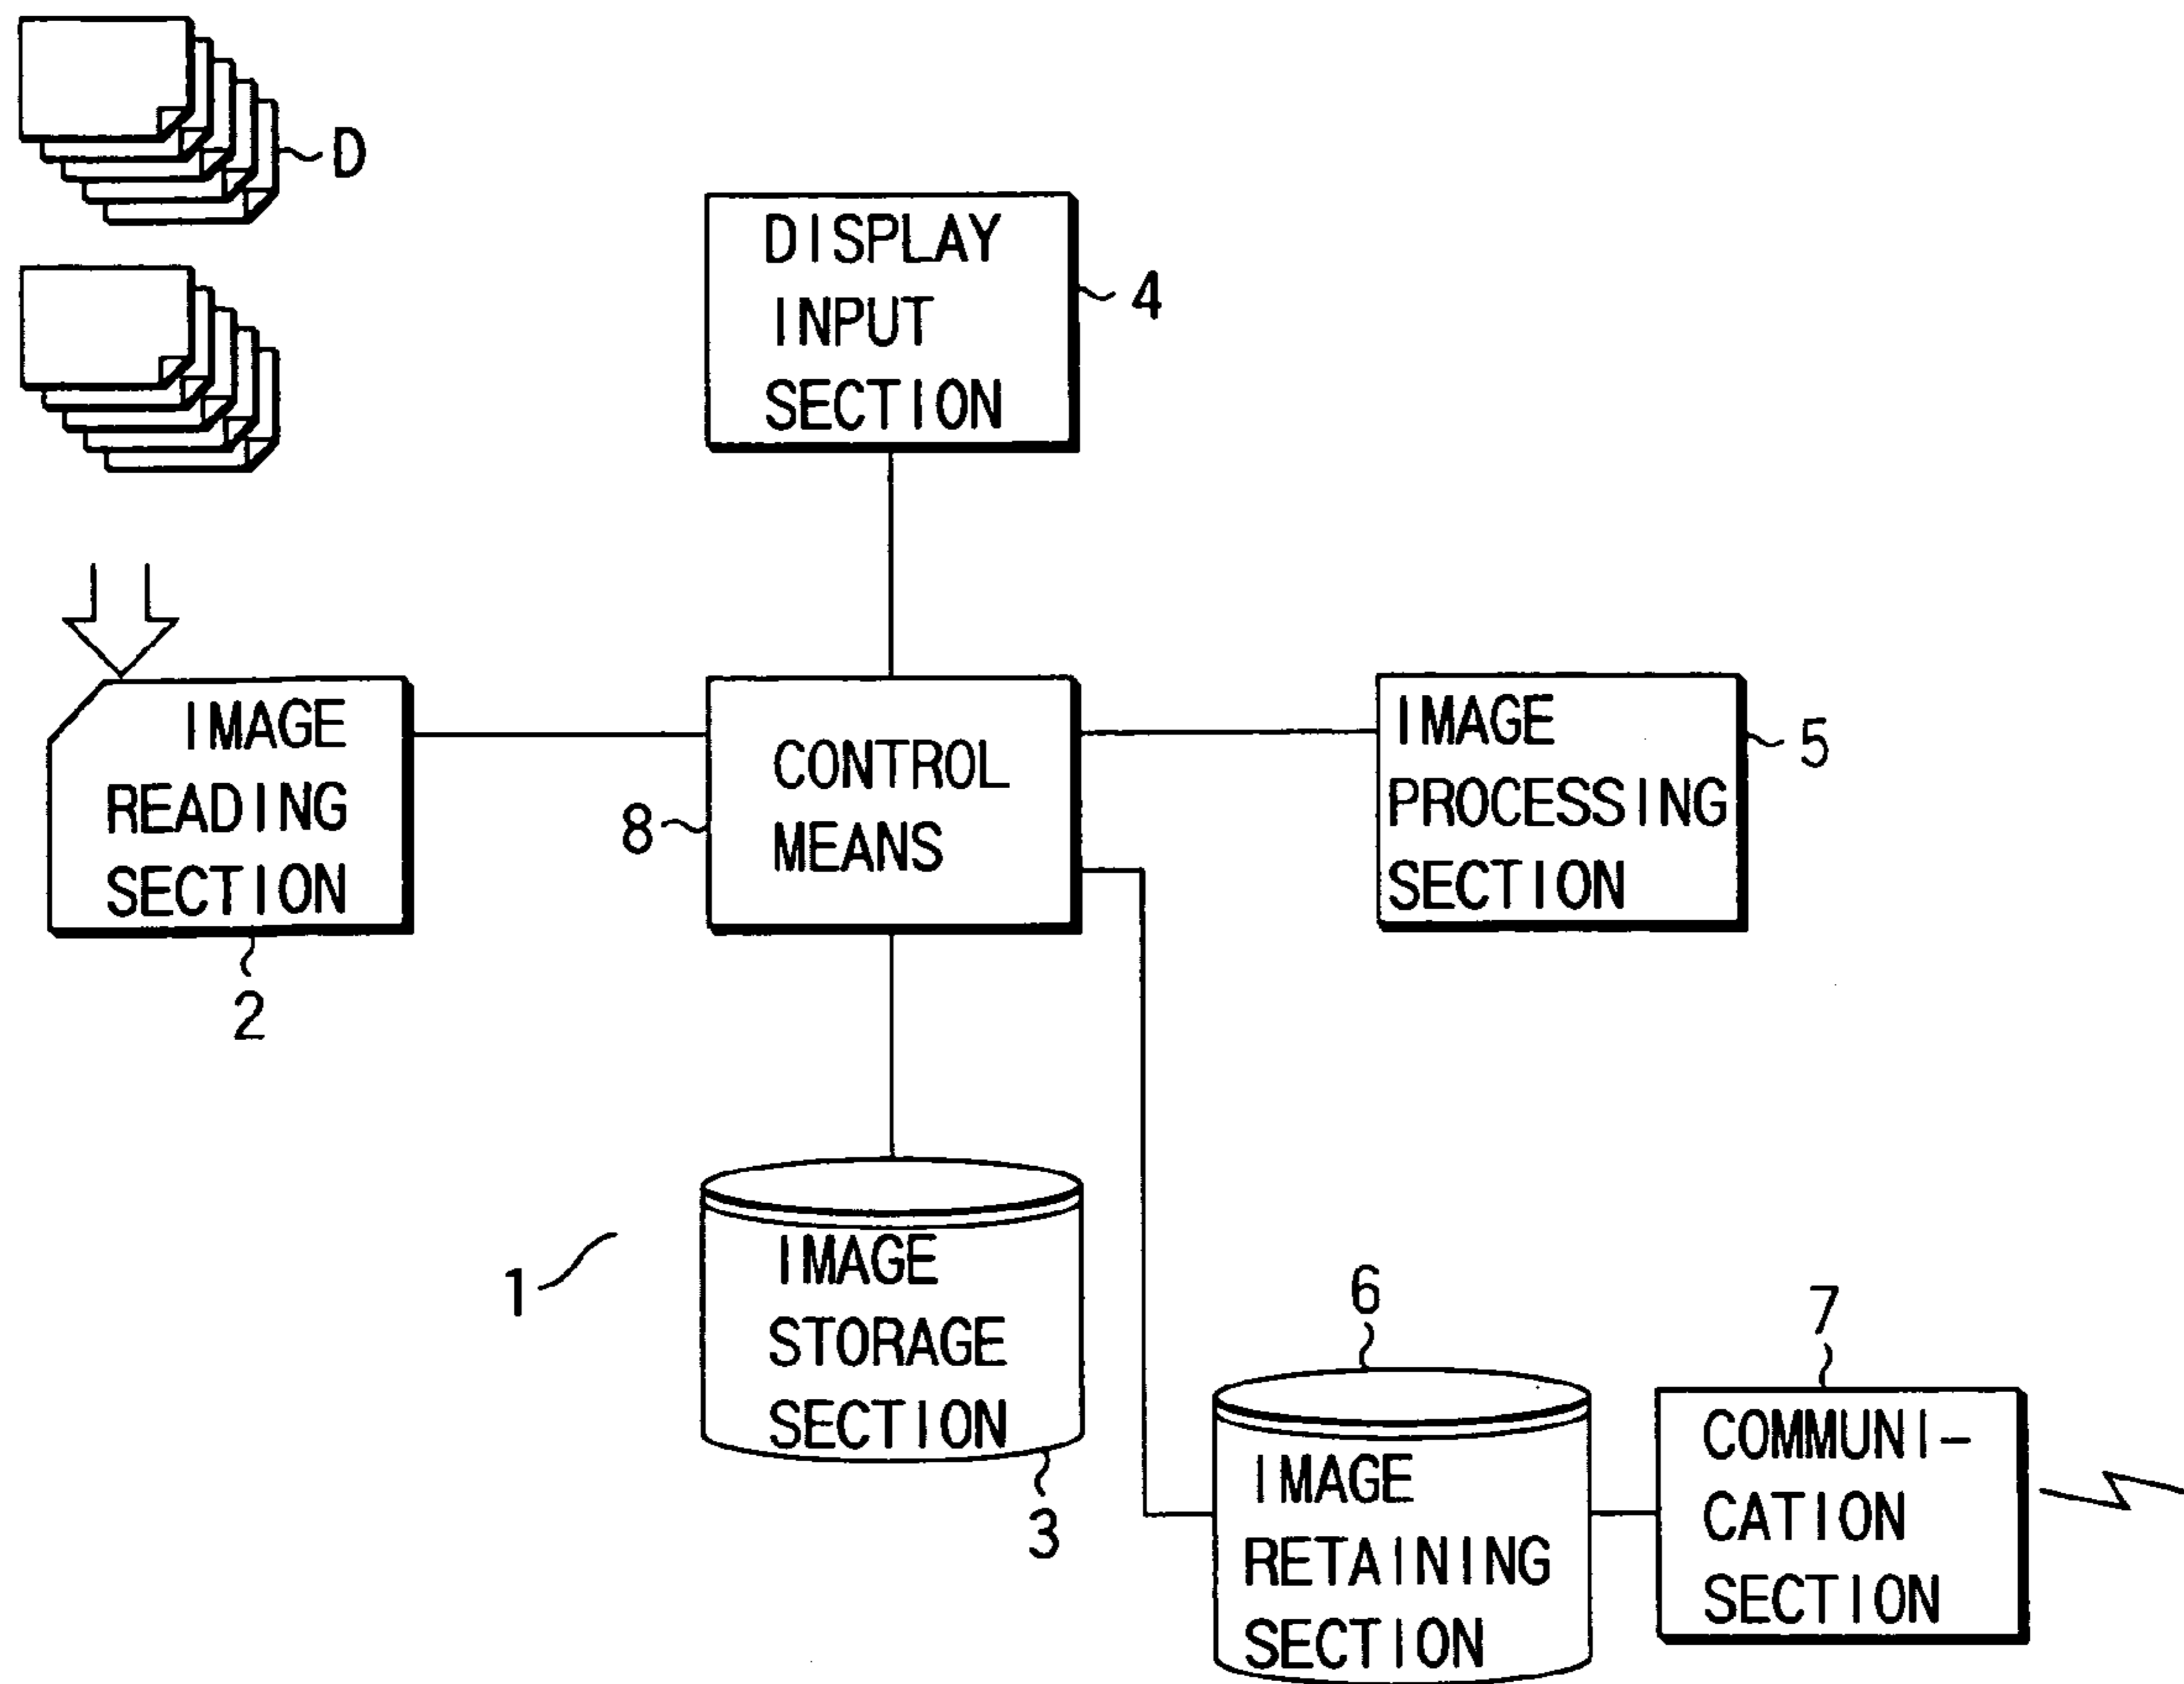 D
DISPLAY
INPUT
SECTION
4
IMAGE
READING
SECTION
2
CONTROL
MEANS
8
IMAGE
PROCESSING
SECTION
5
1
IMAGE
STORAGE
SECTION
3
6
IMAGE
RETAINING
SECTION
7
COMMUNI-
CATION
SECTION